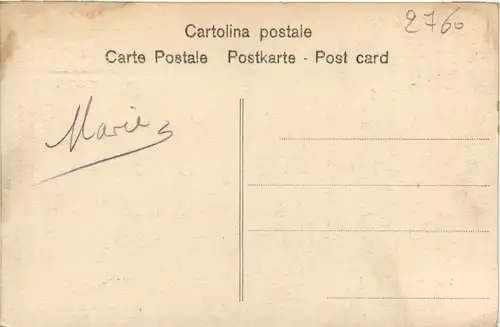 2760
Cartolina postale
Carte Postale Postkarte - Post card
Marie